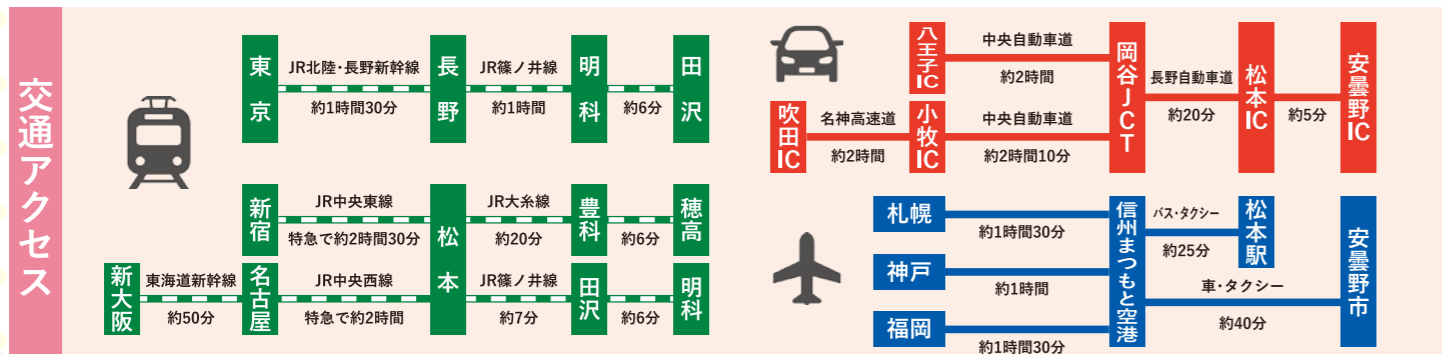 交通アクセス
東京
JR北陸・長野新幹線
約1時間30分
長野
JR篠ノ井線
約1時間
明科
約6分
田沢
新宿
JR中央東線
特急で約2時間30分
松本
JR大糸線
約20分
豊科
約6分
穂高
新大阪
東海道新幹線
約50分
名古屋
JR中央西線
特急で約2時間
JR篠ノ井線
約7分
田沢
約6分
明科
八王子IC
中央自動車道
約2時間
岡谷JCT
長野自動車道
約20分
松本IC
約5分
安曇野IC
吹田IC
名神高速道
約2時間
小牧IC
中央自動車道
約2時間10分
札幌
約1時間30分
信州まつもと空港
バス・タクシー
約25分
松本駅
神戸
約1時間
車・タクシー
約40分
安曇野市
福岡
約1時間30分